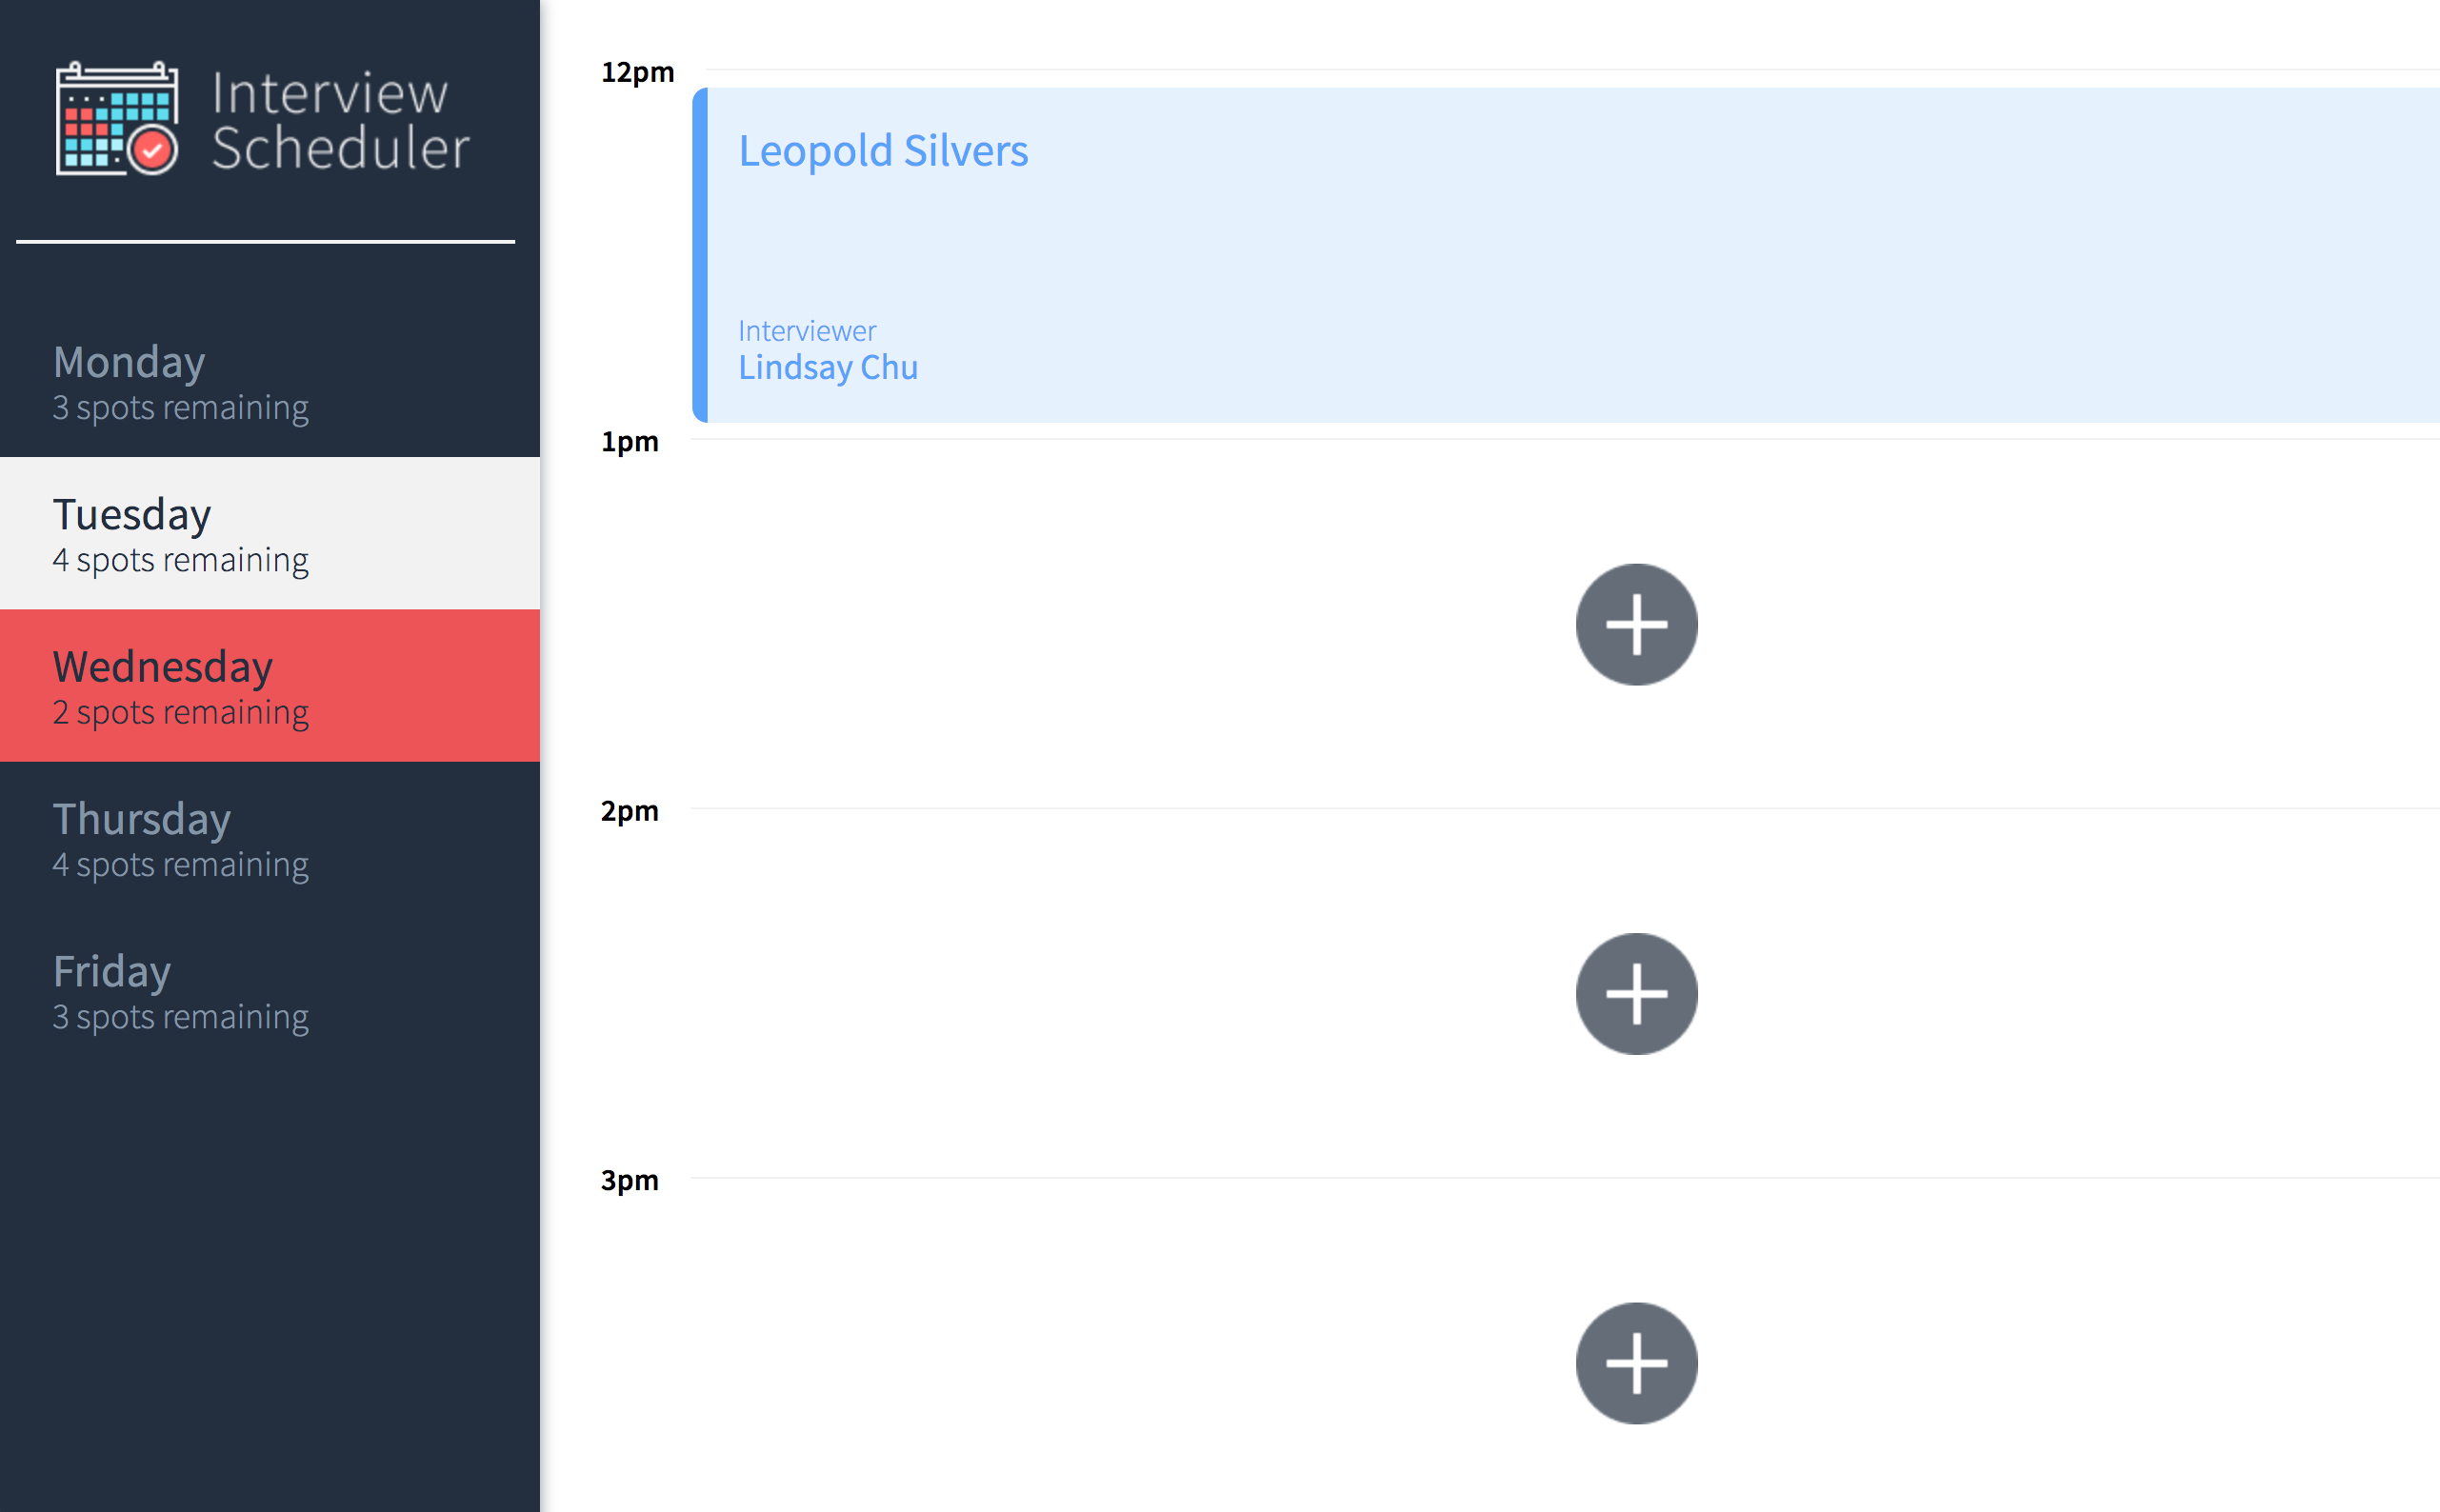 Interview
Scheduler
Monday
3 spots remaining
Tuesday
4 spots remaining
Wednesday
2 spots remaining
Thursday
4 spots remaining
Friday
3 spots remaining
12pm
Leopold Silvers
Interviewer
Lindsay Chu
1pm
2pm
3pm